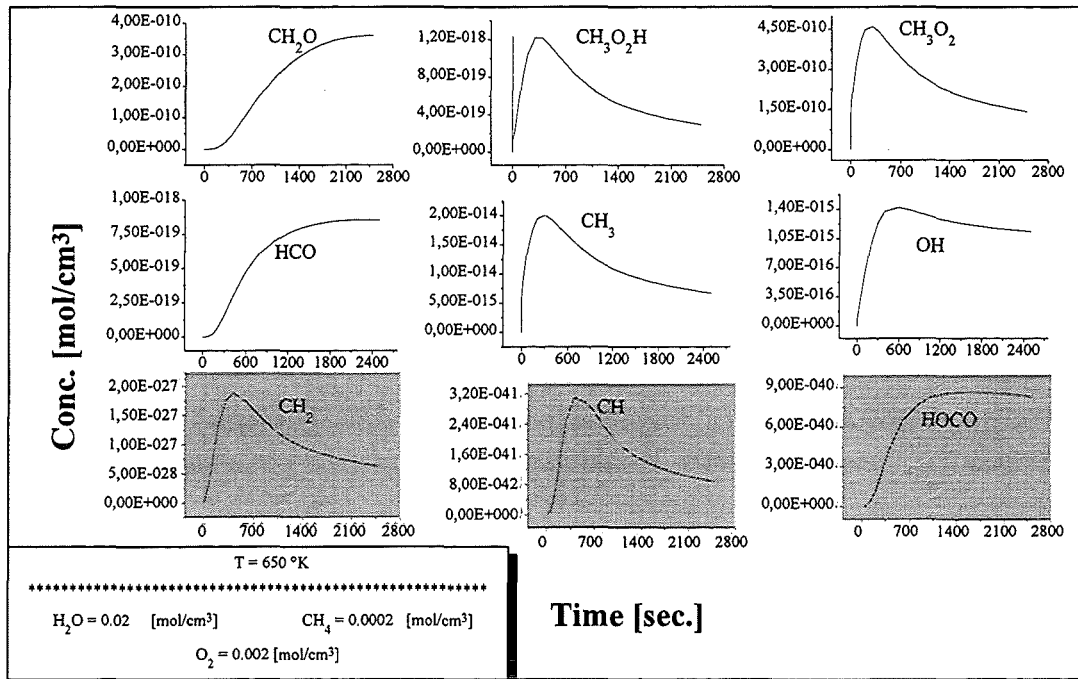 Conc. [mol/cm³]
CH₂O
4,00E-010
3,00E-010
2,00E-010
1,00E-010
0,00E+000
0 700 1400 2100 2800
CH₃O₂H
1,20E-018
8,00E-019
4,00E-019
0,00E+000
0 700 1400 2100 2800
CH₃O₂
4,50E-010
3,00E-010
1,50E-010
0,00E+000
0 700 1400 2100 2800
HCO
1,00E-018
7,50E-019
5,00E-019
2,50E-019
0,00E+000
0 600 1200 1800 2400
CH₃
2,00E-014
1,50E-014
1,00E-014
5,00E-015
0,00E+000
0 600 1200 1800 2400
OH
1,40E-015
1,05E-015
7,00E-016
3,50E-016
0,00E+000
0 600 1200 1800 2400
CH₂
2,00E-027
1,50E-027
1,00E-027
5,00E-028
0,00E+000
0 700 1400 2100 2800
CH
3,20E-041
2,40E-041
1,60E-041
8,00E-042
0,00E+000
0 700 1400 2100 2800
HOCO
9,00E-040
6,00E-040
3,00E-040
0,00E+000
0 700 1400 2100 2800
T = 650 °K
H₂O = 0.02 [mol/cm³] CH₄ = 0.0002 [mol/cm³]
O₂ = 0.002 [mol/cm³]
Time [sec.]